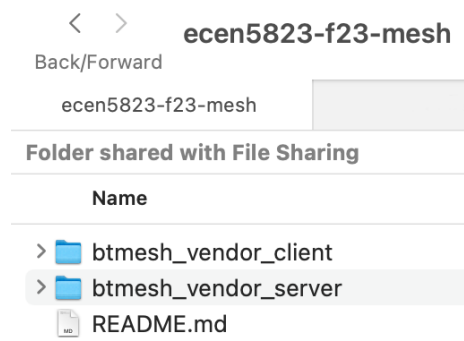 ecen5823-f23-mesh
Back/Forward
ecen5823-f23-mesh
Folder shared with File Sharing
Name
btmesh_vendor_client
btmesh_vendor_server
MD
README.md